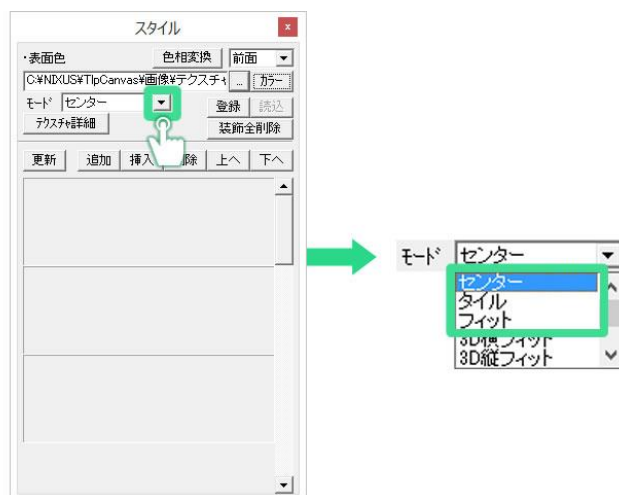 スタイル
・表面色 色相変換 前面
C:¥NIXUS¥TlpCanvas¥画像¥テクスチャ ... カラー
モード センター 登録 読込
テクスチャ詳細 装飾全削除
更新 追加 挿入 除 上へ 下へ
モード センター
センター
タイル
フィット
3D横フィット
3D縦フィット